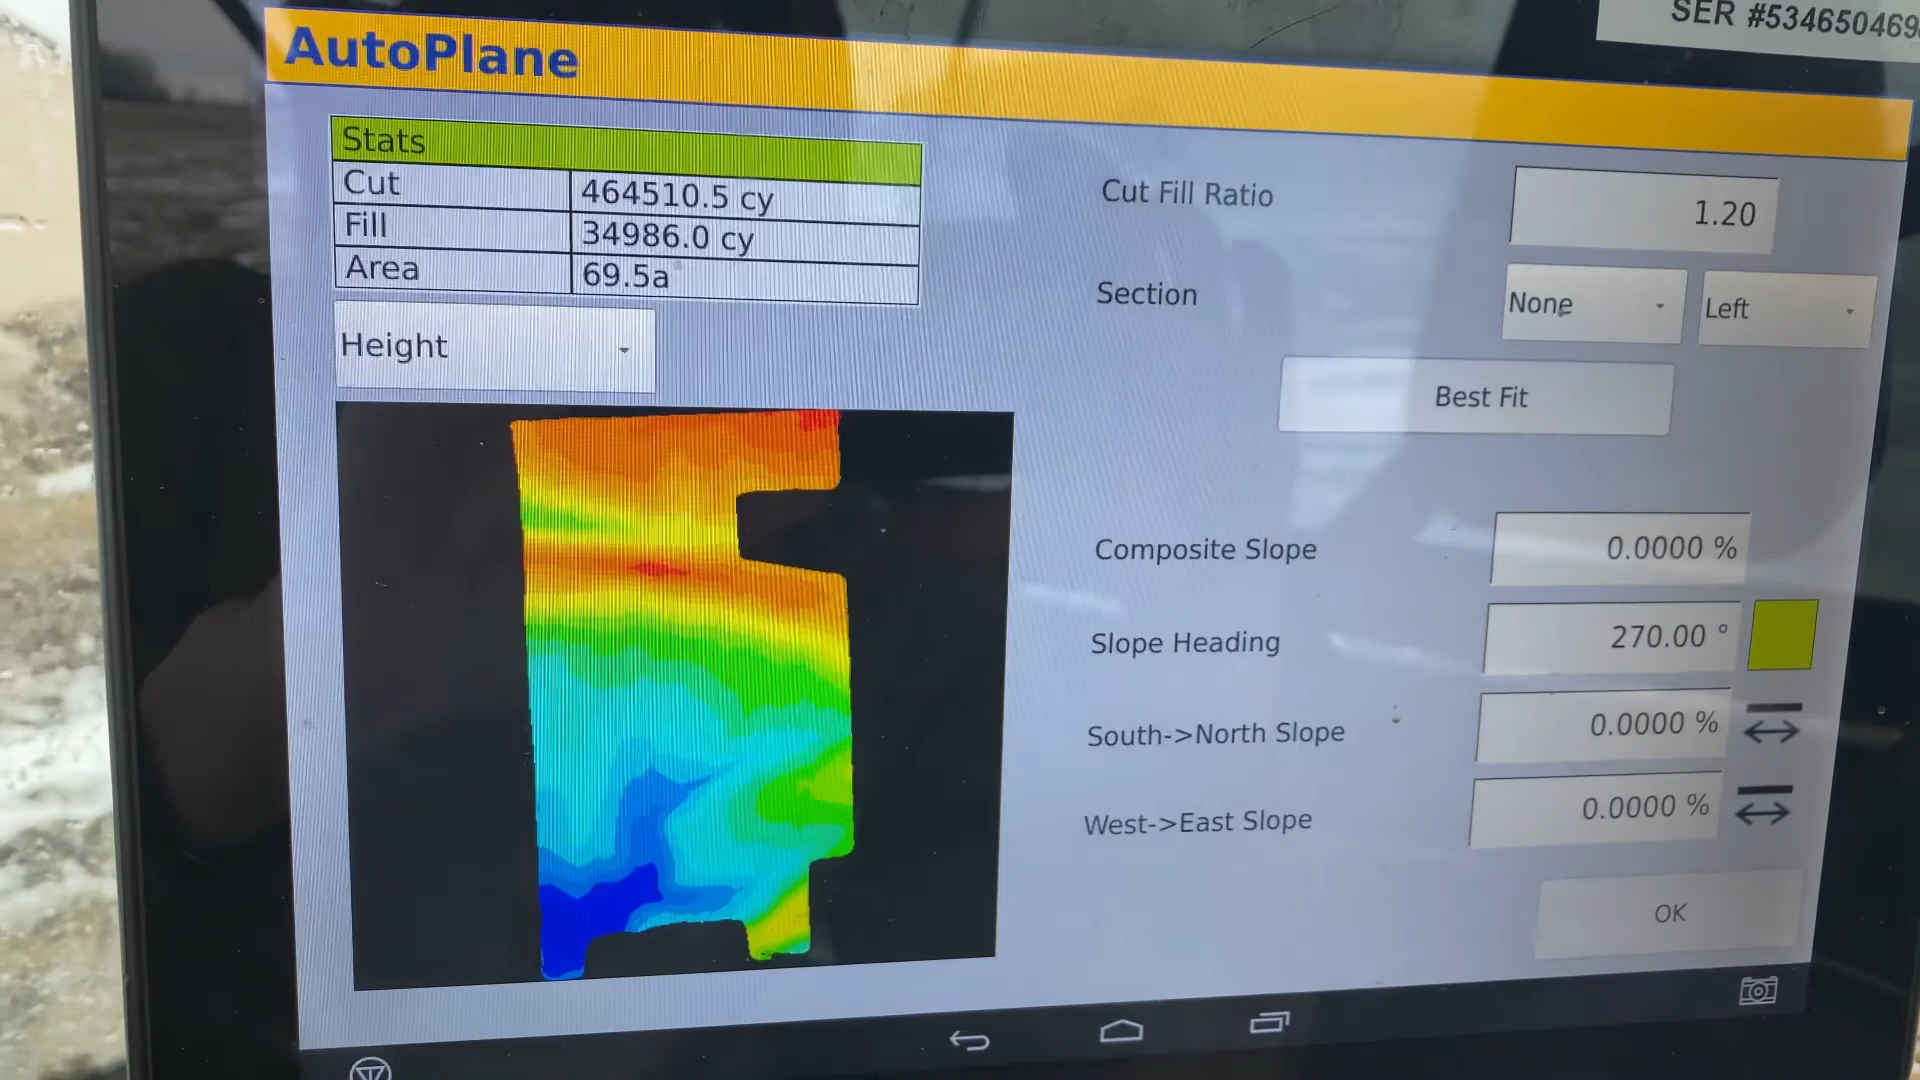 SER #534650469
AutoPlane
Stats
Cut 464510.5 cy
Fill 34986.0 cy
Area 69.5a
Height
Cut Fill Ratio 1.20
Section None Left
Best Fit
Composite Slope 0.0000 %
Slope Heading 270.00 °
South->North Slope 0.0000 %
West->East Slope 0.0000 %
OK